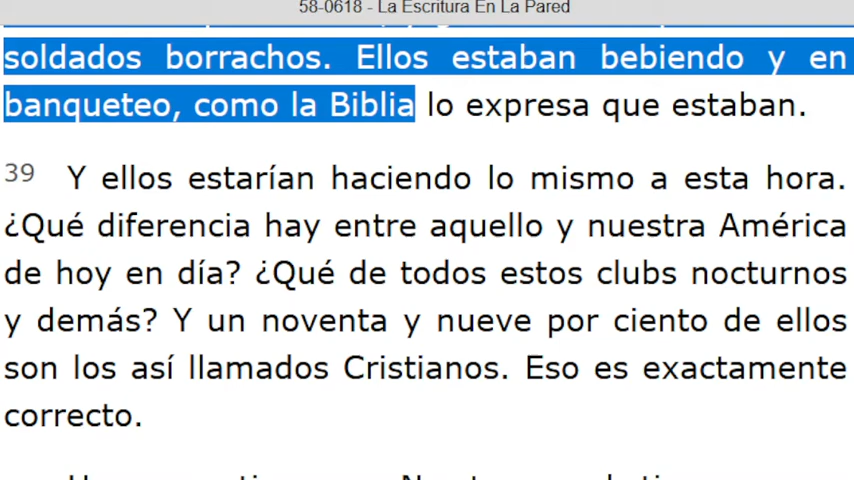 58-0618 - La Escritura En La Pared
soldados borrachos. Ellos estaban bebiendo y en
banqueteo, como la Biblia lo expresa que estaban.
39 Y ellos estarían haciendo lo mismo a esta hora.
¿Qué diferencia hay entre aquello y nuestra América
de hoy en día? ¿Qué de todos estos clubs nocturnos
y demás? Y un noventa y nueve por ciento de ellos
son los así llamados Cristianos. Eso es exactamente
correcto.